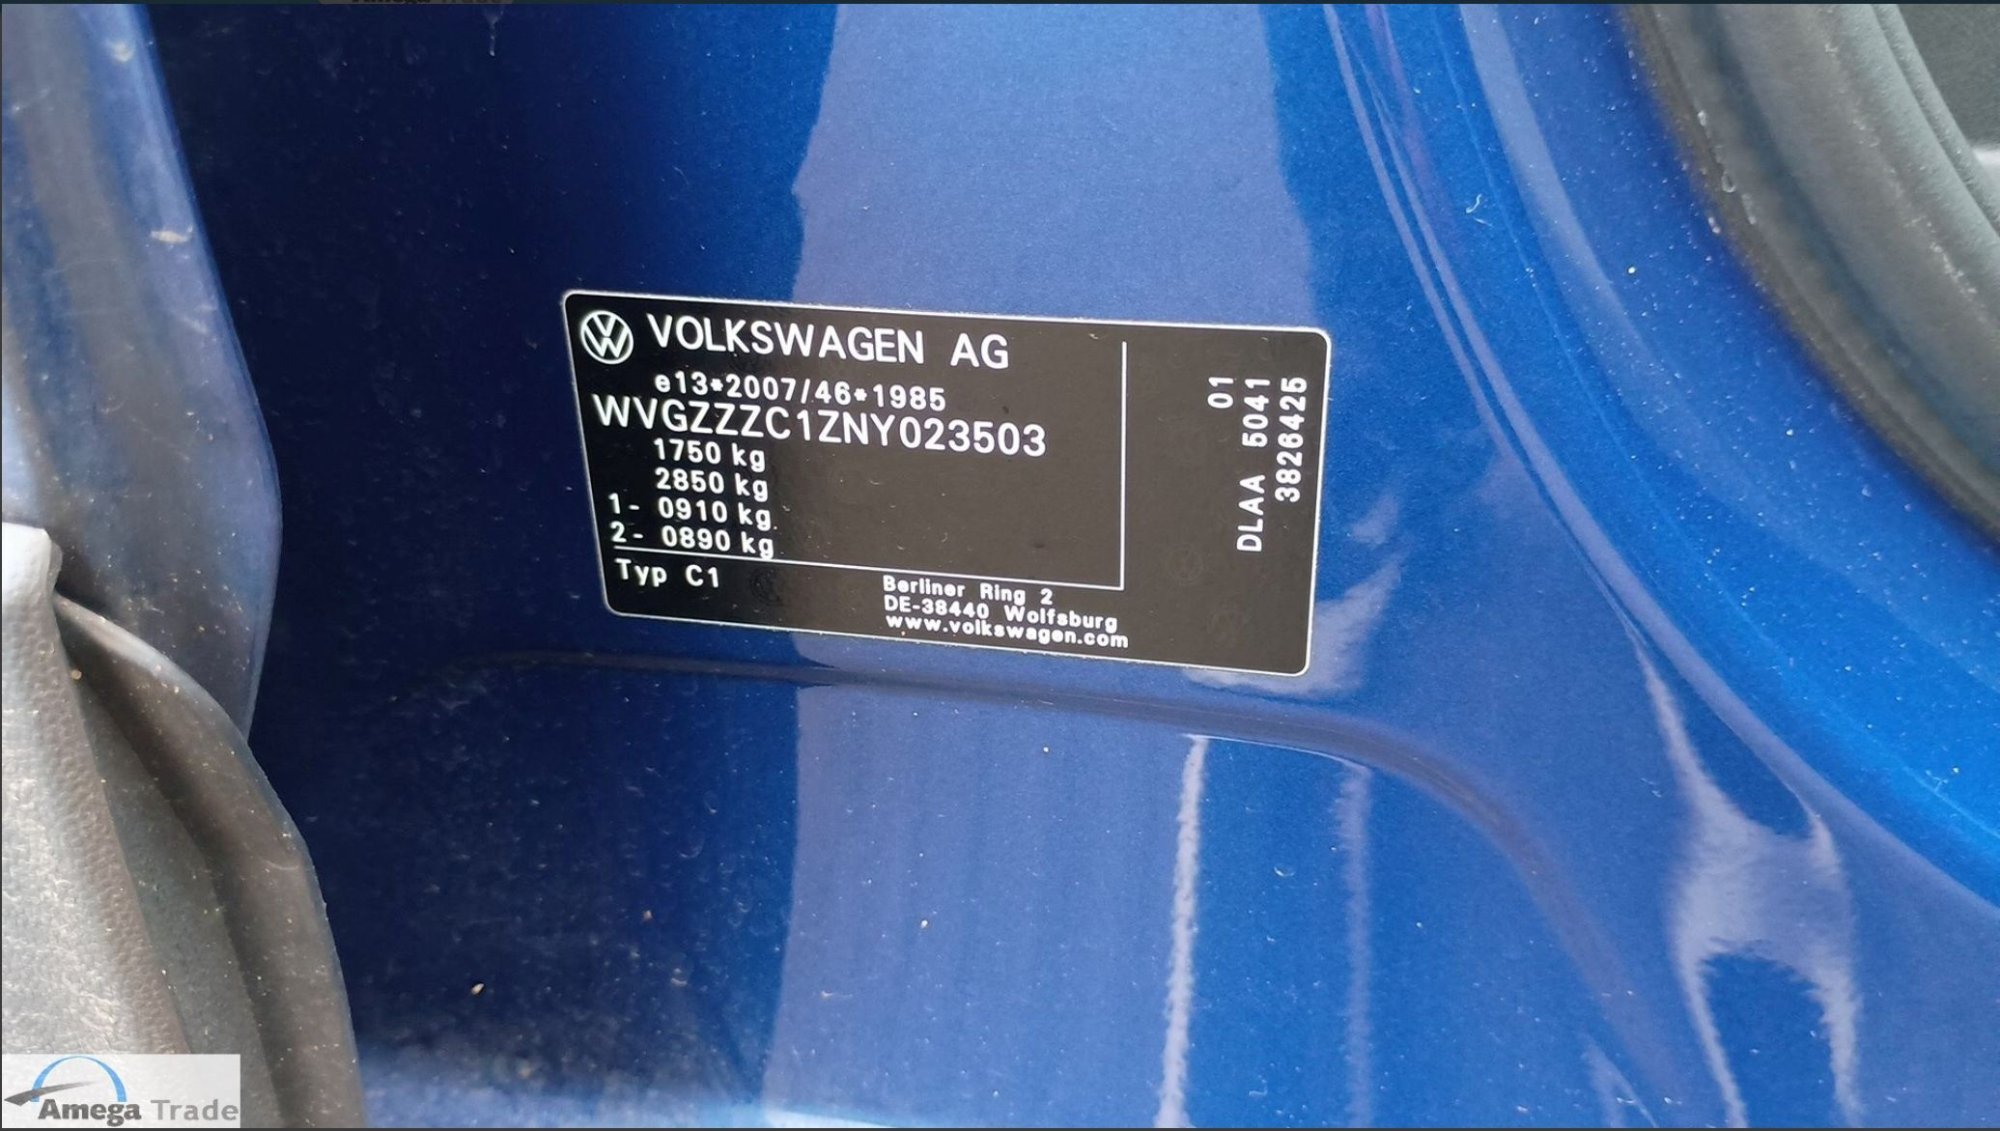 VOLKSWAGEN AG
e13*2007/46*1985
WVGZZZC1ZNY023503
1750 kg
2850 kg
1- 0910 kg
2- 0890 kg
Typ C1
Berliner Ring 2
DE-38440 Wolfsburg
www.volkswagen.com
01
DLAA 5041
3826425
Amega Trade